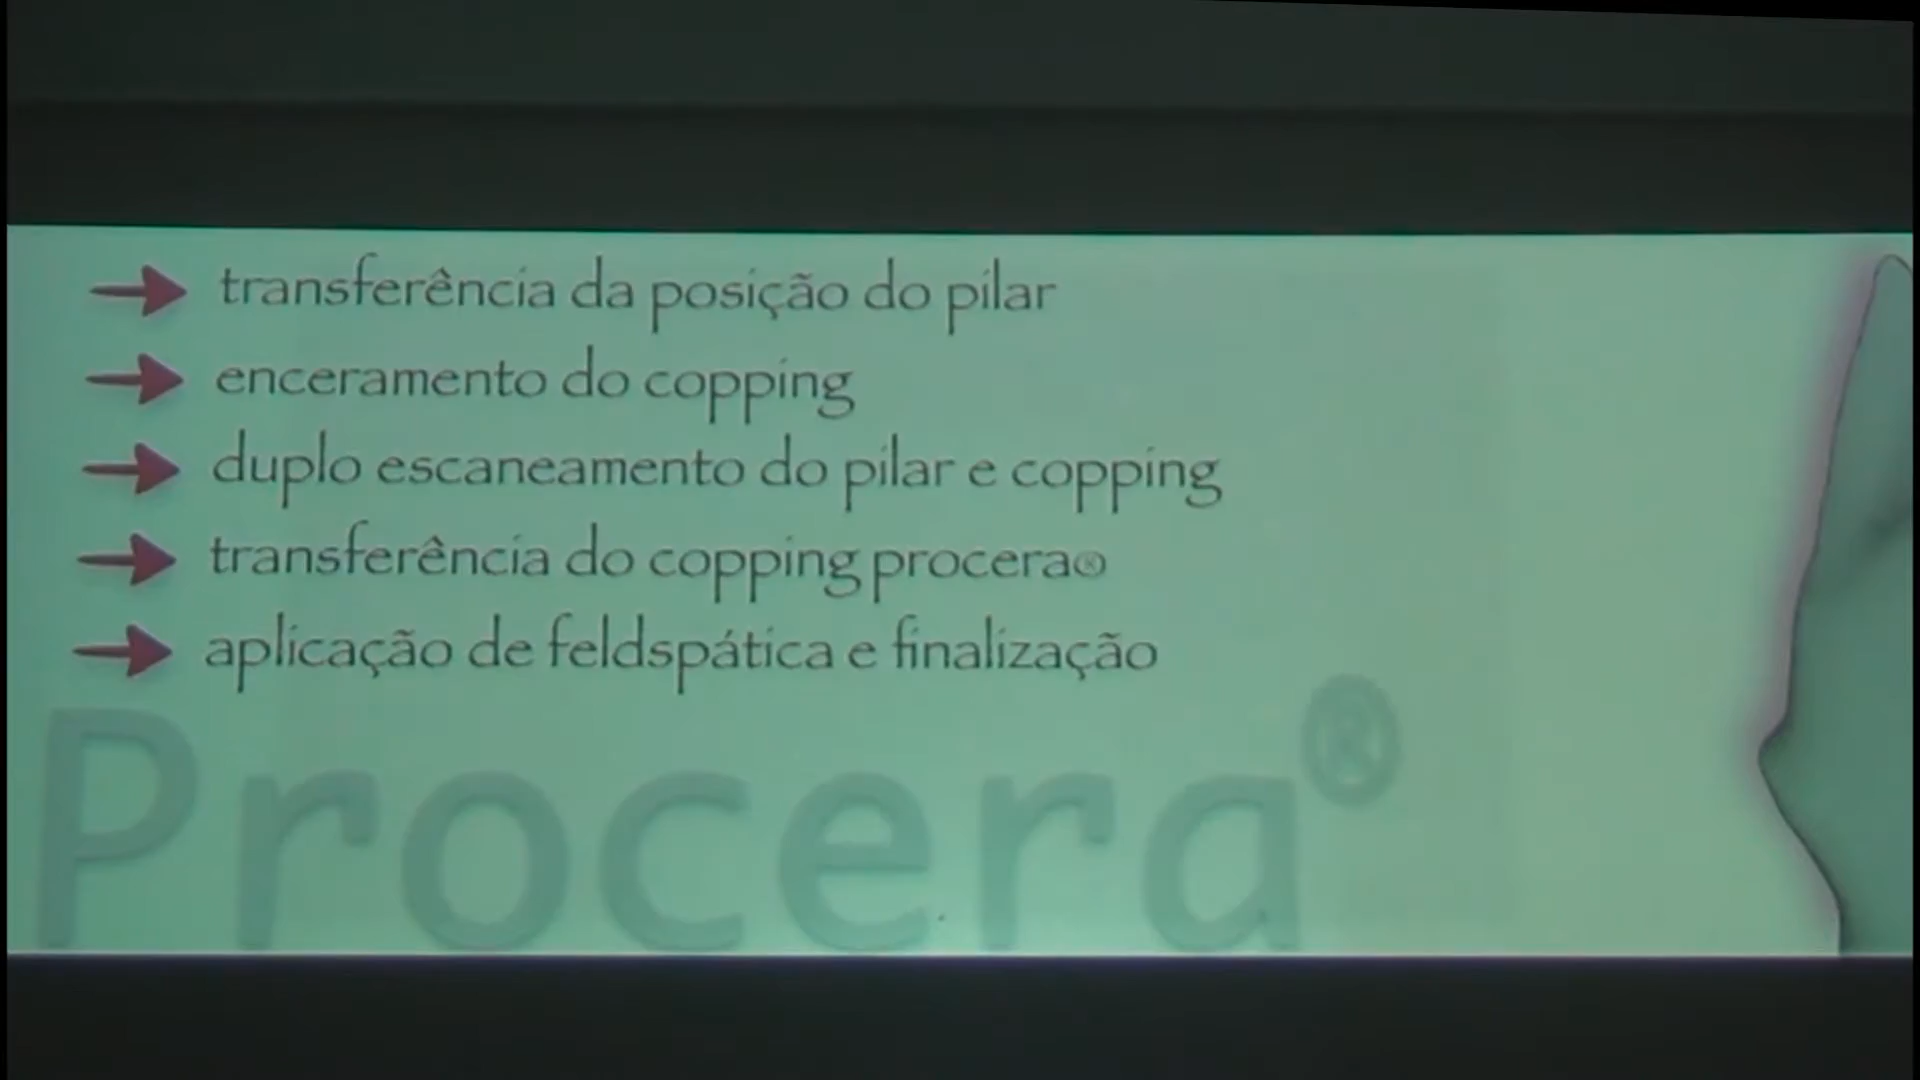 transferência da posição do pilar
enceramento do copping
duplo escaneamento do pilar e copping
transferência do copping procera®
aplicação de feldspática e finalização
Procera®